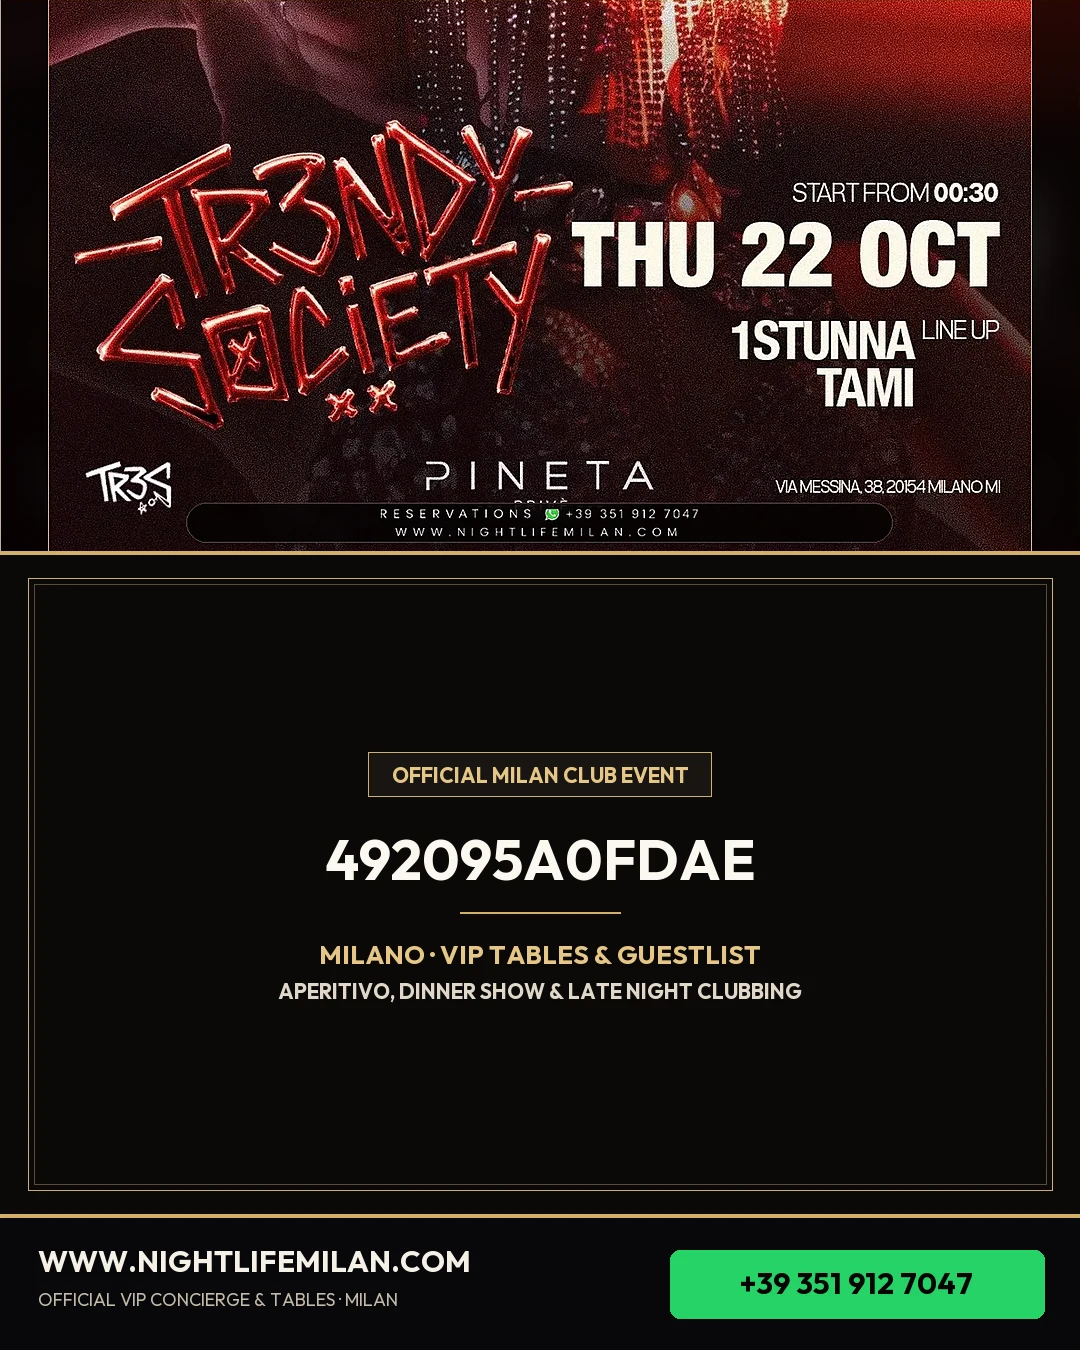 TR3NDY
SOCIETY
XX
START FROM 00:30
THU 22 OCT
1STUNNA LINE UP
TAMI
TR3S
PINETA
PRIVÈ
VIA MESSINA, 38, 20154 MILANO MI
RESERVATIONS +39 351 912 7047
WWW.NIGHTLIFEMILAN.COM
OFFICIAL MILAN CLUB EVENT
492095A0FDAE
MILANO · VIP TABLES & GUESTLIST
APERITIVO, DINNER SHOW & LATE NIGHT CLUBBING
WWW.NIGHTLIFEMILAN.COM
OFFICIAL VIP CONCIERGE & TABLES · MILAN
+39 351 912 7047